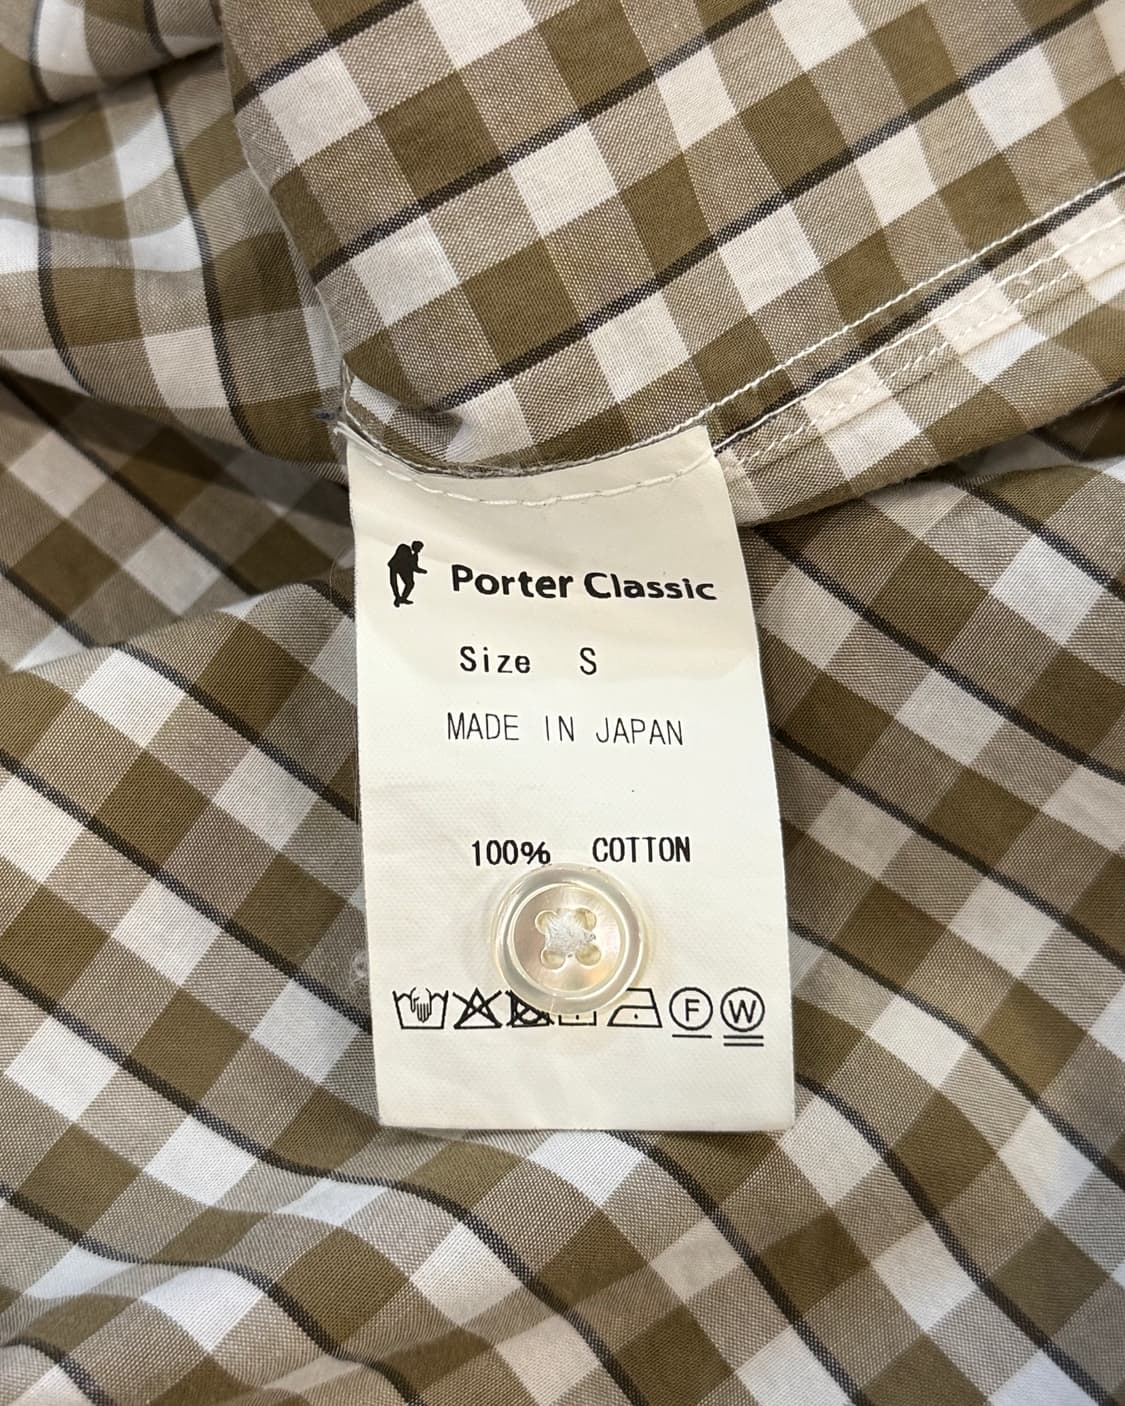 Porter Classic
Size S
MADE IN JAPAN
100% COTTON
F W